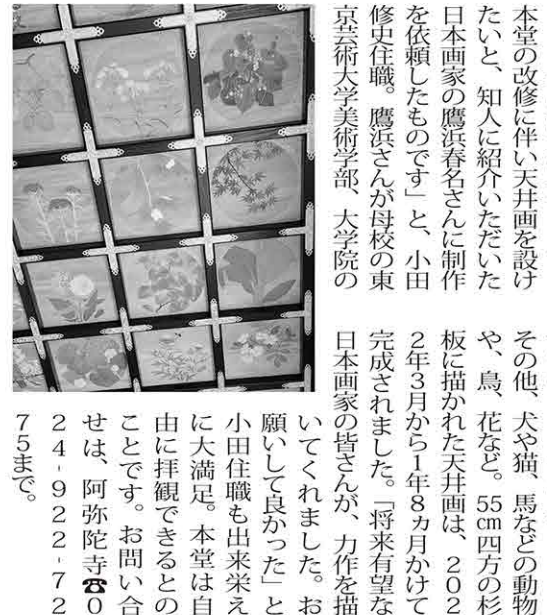 本堂の改修に伴い天井画を設け
たいと、知人に紹介いただいた
日本画家の鷹浜春名さんに制作
を依頼したものです」と、小田
修史住職。鷹浜さんが母校の東
京芸術大学美術学部、大学院の
その他、犬や猫、馬などの動物
や、鳥、花など。55㎝四方の杉
板に描かれた天井画は、202
2年3月から1年8ヵ月かけて
完成されました。「将来有望な
日本画家の皆さんが、力作を描
いてくれました。お
願いして良かった」と
小田住職も出来栄え
に大満足。本堂は自
由に拝観できるとの
ことです。お問い合
せは、阿弥陀寺☎0
24-922-72
75まで。